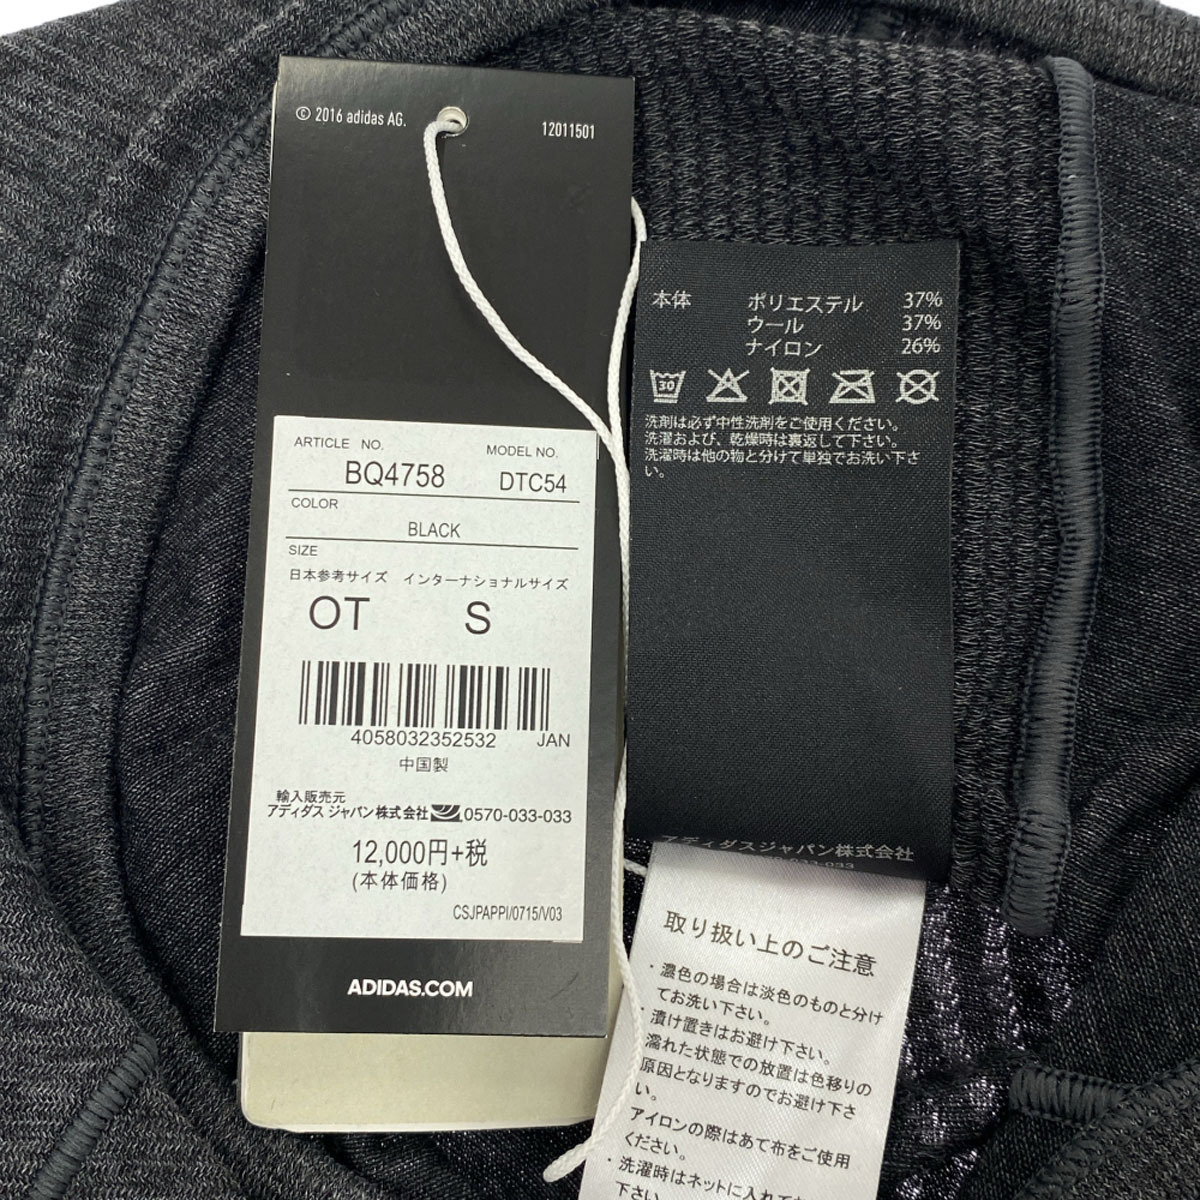 © 2016 adidas AG.
12011501
ARTICLE NO.
MODEL NO.
BQ4758
DTC54
COLOR
BLACK
SIZE
日本参考サイズ インターナショナルサイズ
OT S
4058032352532 JAN
中国製
輸入販売元
アディダス ジャパン株式会社 0570-033-033
12,000円+税
(本体価格)
CSJPAPPI/0715/V03
ADIDAS.COM
本体 ポリエステル 37%
ウール 37%
ナイロン 26%
30
洗剤は必ず中性洗剤をご使用ください。
洗濯および、乾燥時は裏返して下さい。
洗濯時は他の物と分けて単独でお洗い下さ
い。
アディダスジャパン株式会社
取り扱い上のご注意
・濃色の場合は淡色のものと分け
てお洗い下さい。
・漬け置きはお避け下さい。
濡れた状態での放置は色移りの
原因となりますのでお避け下さ
い。
アイロンの際はあて布をご使用
ください。
・洗濯時はネットに入れてお
下さい。